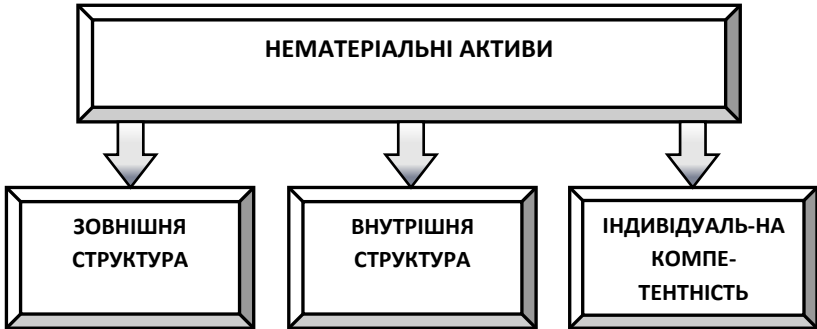 НЕМАТЕРІАЛЬНІ АКТИВИ
ЗОВНІШНЯ
СТРУКТУРА
ВНУТРІШНЯ
СТРУКТУРА
ІНДИВІДУАЛЬ-НА
КОМПЕ-
ТЕНТНІСТЬ